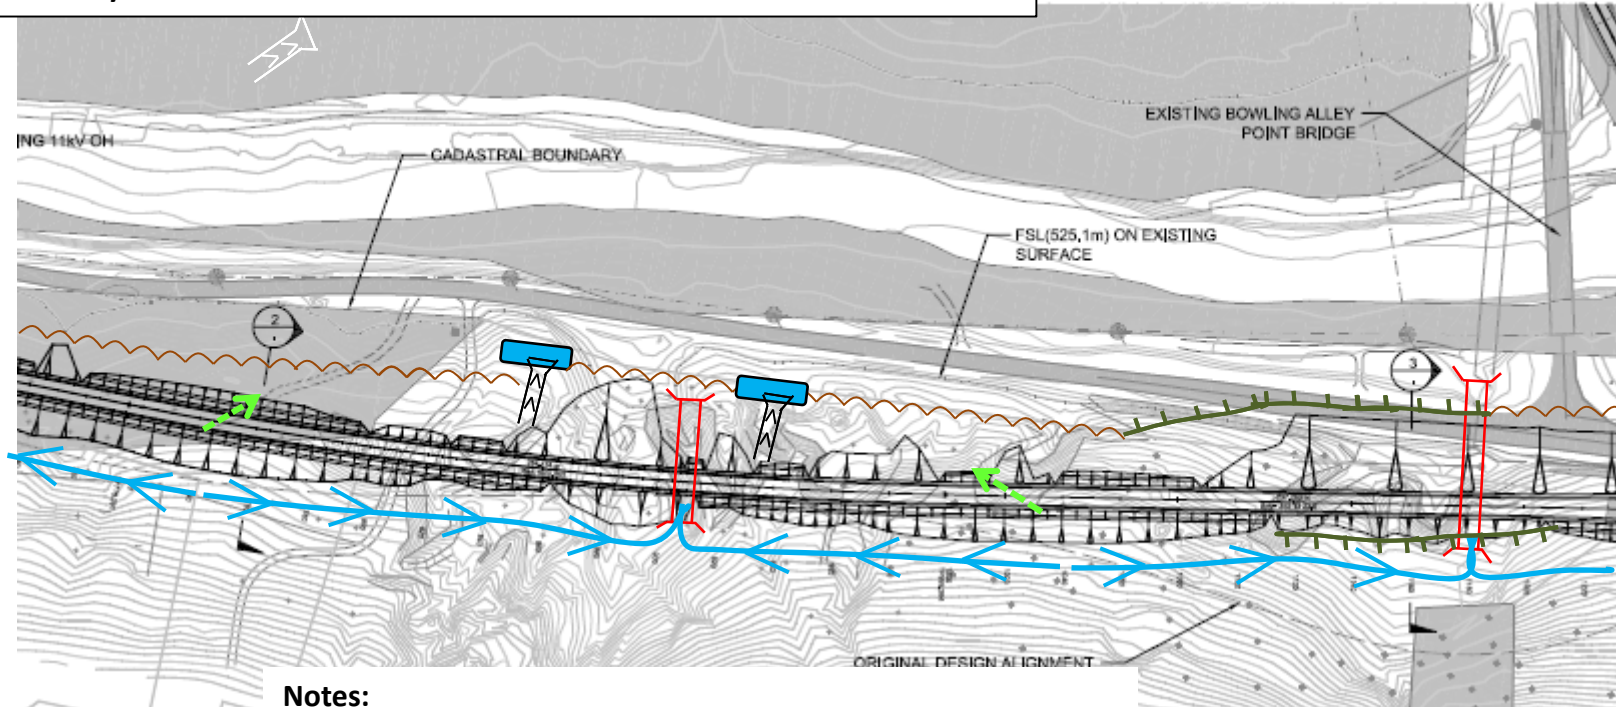 EXISTING BOWLING ALLEY
POINT BRIDGE
ING 11kV OH
CADASTRAL BOUNDARY
FSL(525.1m) ON EXISTING
SURFACE
2
3
ORIGINAL DESIGN ALIGNMENT
Notes: